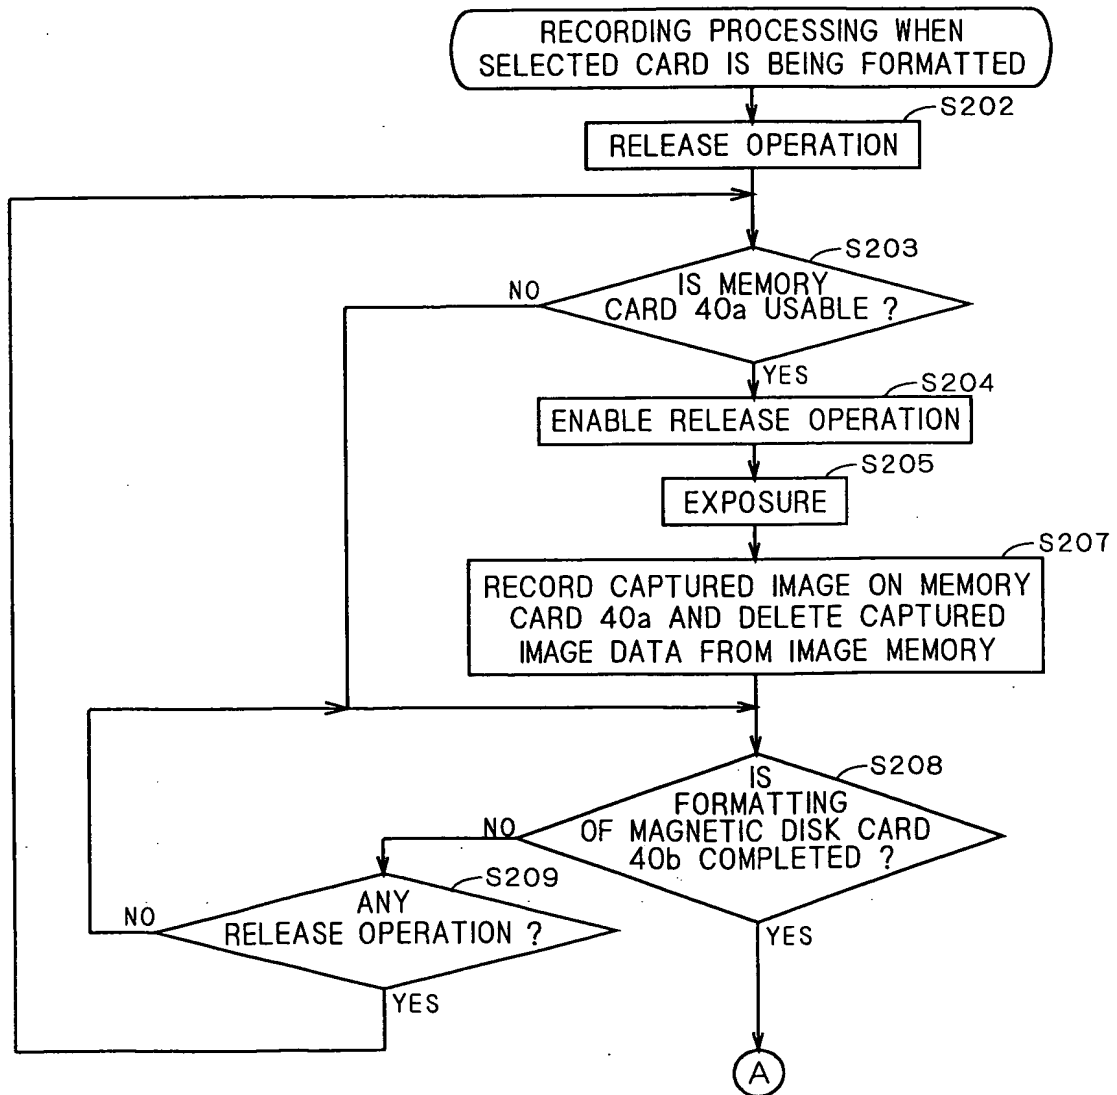 RECORDING PROCESSING WHEN
SELECTED CARD IS BEING FORMATTED
S202
RELEASE OPERATION
S203
IS MEMORY
CARD 40a USABLE ?
NO
YES
S204
ENABLE RELEASE OPERATION
S205
EXPOSURE
S207
RECORD CAPTURED IMAGE ON MEMORY
CARD 40a AND DELETE CAPTURED
IMAGE DATA FROM IMAGE MEMORY
S208
IS
FORMATTING
OF MAGNETIC DISK CARD
40b COMPLETED ?
NO
YES
S209
ANY
RELEASE OPERATION ?
NO
YES
A